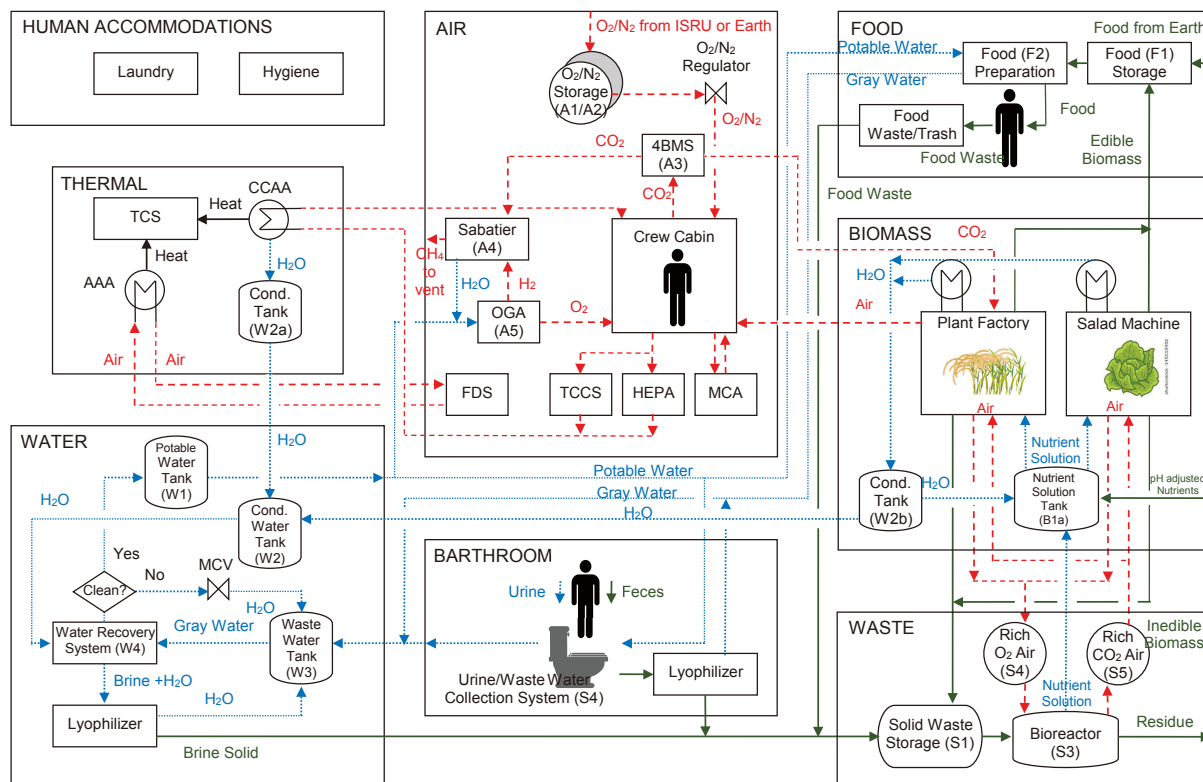 HUMAN ACCOMMODATIONS
Laundry
Hygiene
THERMAL
CCAA
TCS
Heat
Heat
AAA
H₂O
Cond.
Tank
(W2a)
Air
Air
H₂O
AIR
O₂/N₂ from ISRU or Earth
O₂/N₂
Regulator
O₂/N₂
Storage
(A1/A2)
O₂/N₂
CO₂
4BMS
(A3)
CO₂
Sabatier
(A4)
Crew Cabin
CH₄
to
vent
H₂O
H₂
OGA
(A5)
O₂
FDS
TCCS
HEPA
MCA
FOOD
Food from Earth
Potable Water
Gray Water
Food (F2)
Preparation
Food (F1)
Storage
Food
Food
Waste/Trash
Food Waste
Edible
Biomass
Food Waste
BIOMASS
CO₂
H₂O
Air
Plant Factory
Salad Machine
Air
Nutrient
Solution
Cond.
Tank
(W2b)
H₂O
Nutrient
Solution
Tank
(B1a)
pH adjusted
Nutrients
WATER
Potable
Water
Tank
(W1)
Potable Water
Gray Water
H₂O
H₂O
Cond.
Water
Tank
(W2)
Yes
No
MCV
Clean?
H₂O
Gray Water
Water Recovery
System (W4)
Waste
Water
Tank
(W3)
Brine +H₂O
H₂O
Lyophilizer
Brine Solid
BARTHROOM
Urine
Feces
Urine/Waste Water
Collection System (S4)
Lyophilizer
WASTE
Inedible
Biomass
Rich
O₂ Air
(S4)
Rich
CO₂ Air
(S5)
Nutrient
Solution
Solid Waste
Storage (S1)
Bioreactor
(S3)
Residue